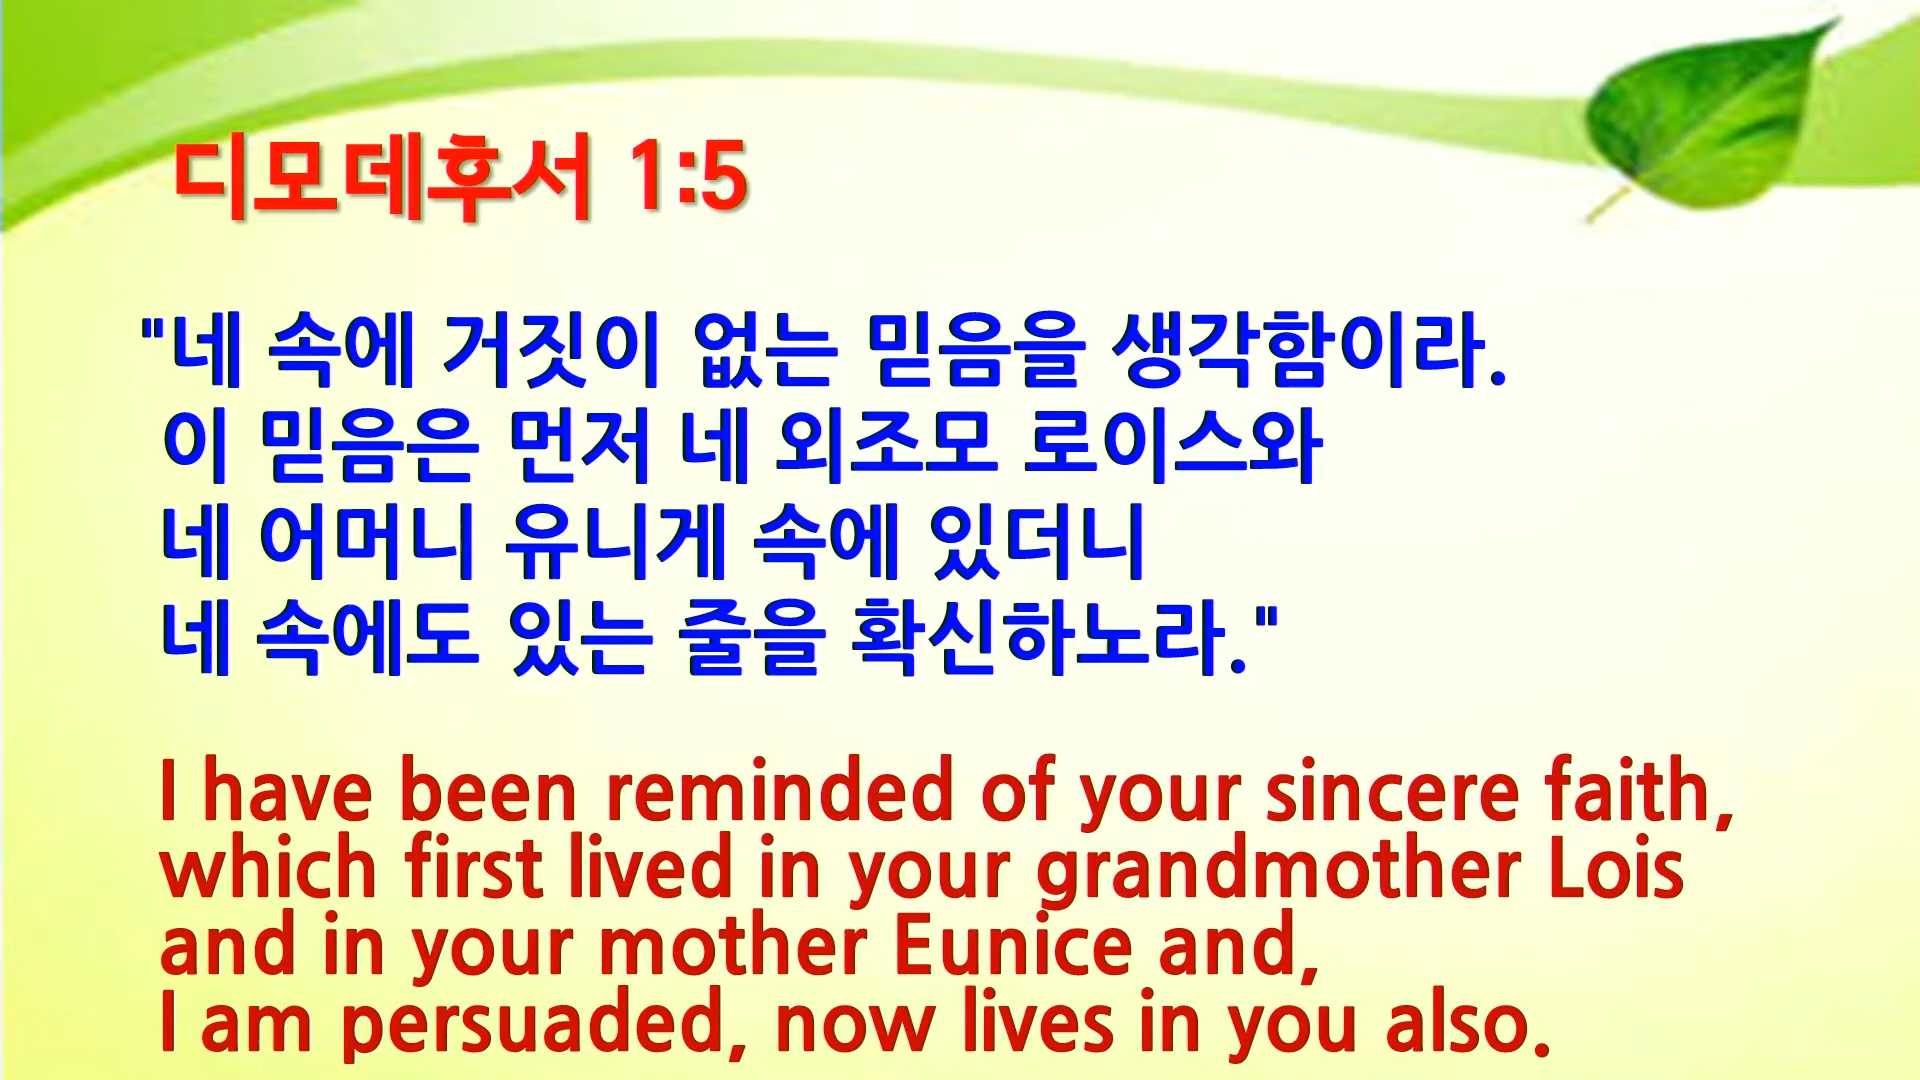 디모데후서 1:5
"네 속에 거짓이 없는 믿음을 생각함이라.
이 믿음은 먼저 네 외조모 로이스와
네 어머니 유니게 속에 있더니
네 속에도 있는 줄을 확신하노라."
I have been reminded of your sincere faith,
which first lived in your grandmother Lois
and in your mother Eunice and,
I am persuaded, now lives in you also.